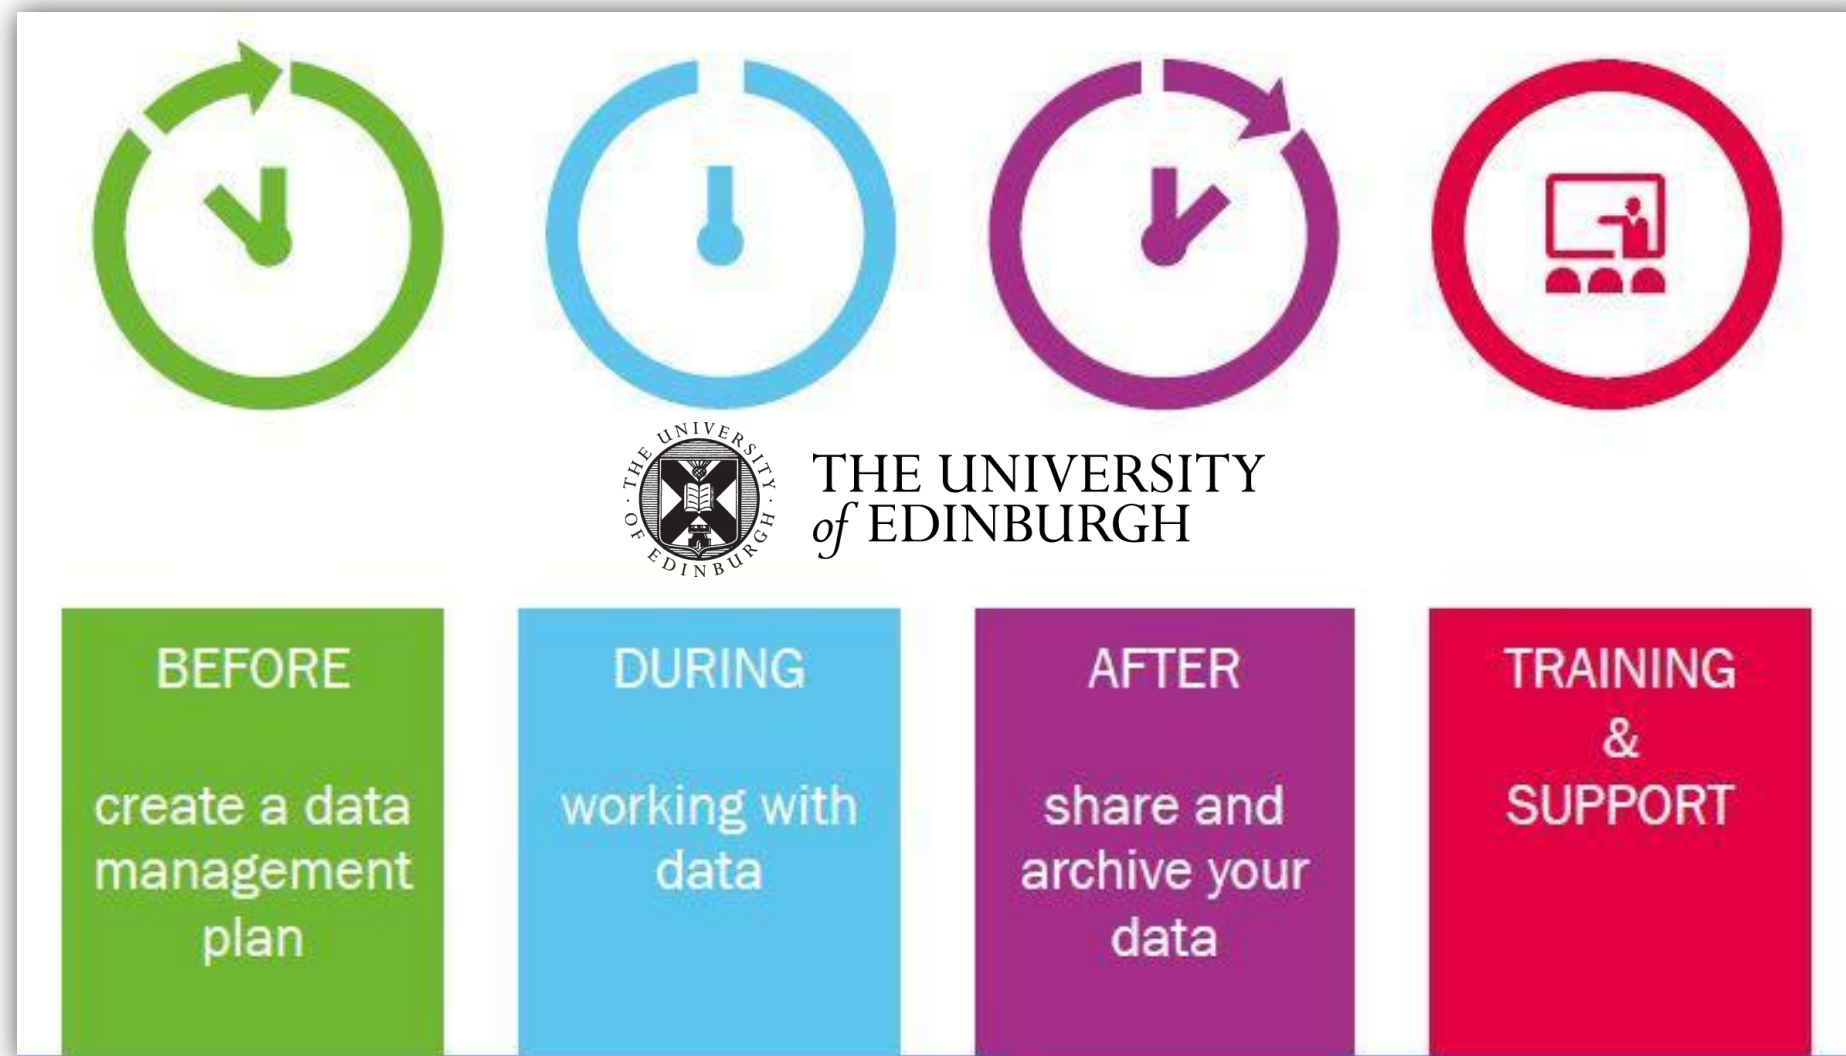 THE UNIVERSITY OF EDINBURGH
THE UNIVERSITY
of EDINBURGH
BEFORE
create a data
management
plan
DURING
working with
data
AFTER
share and
archive your
data
TRAINING
&
SUPPORT